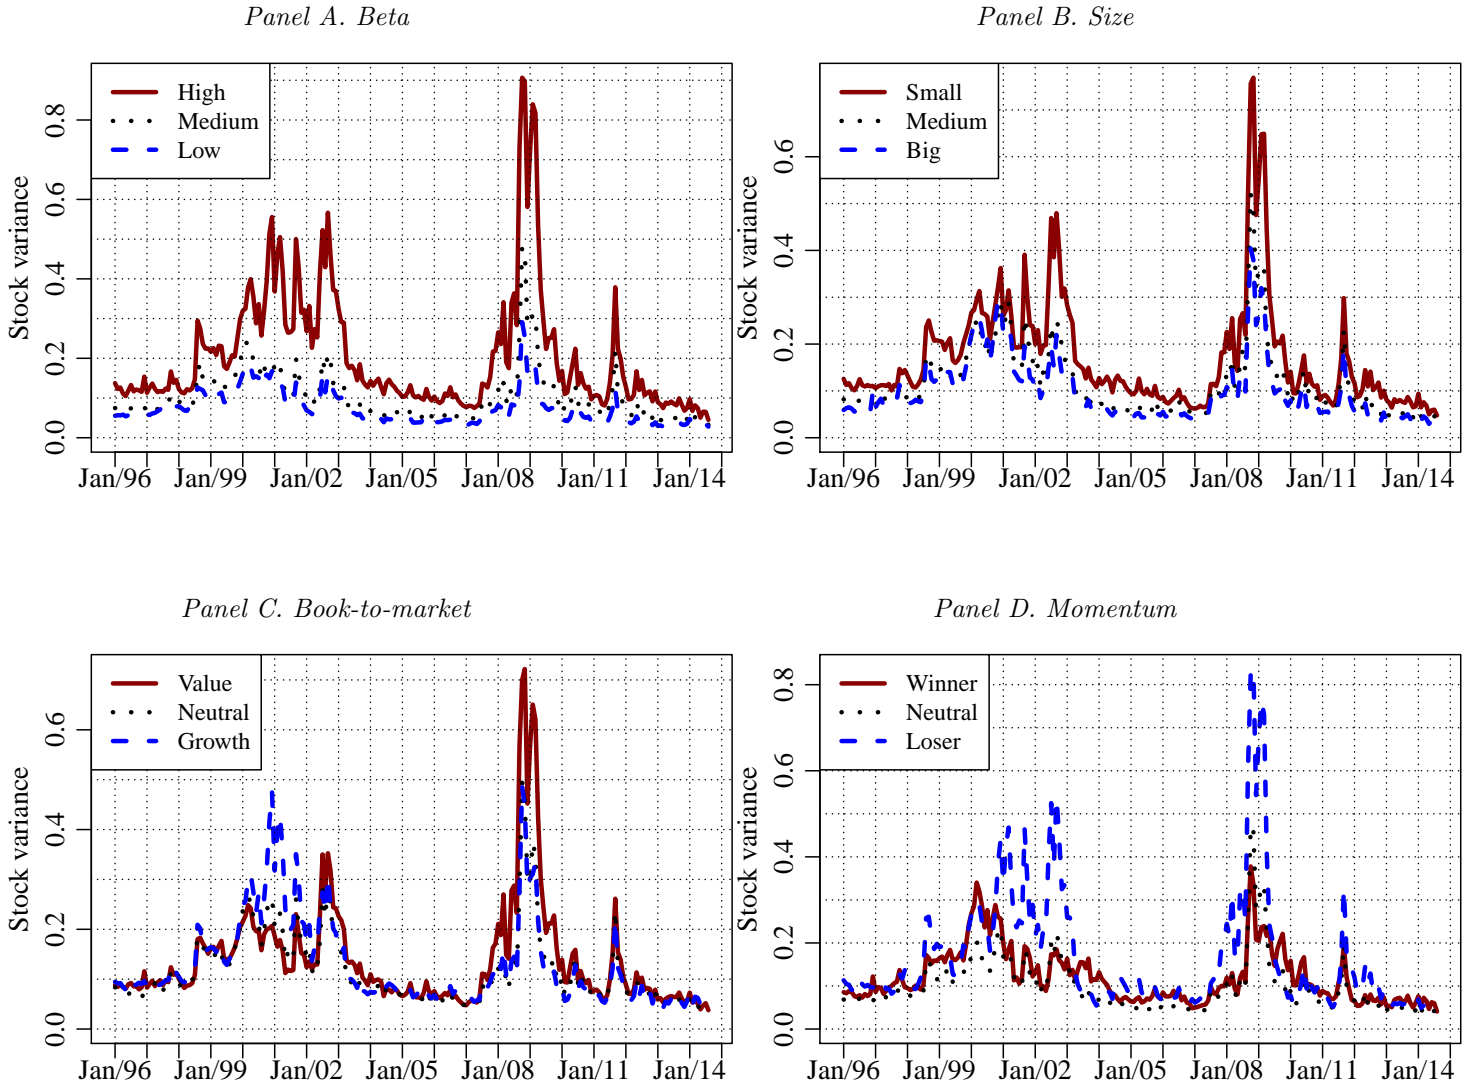 Panel A. Beta
High
Medium
Low
Stock variance
0.0
0.2
0.4
0.6
0.8
Jan/96 Jan/99 Jan/02 Jan/05 Jan/08 Jan/11 Jan/14
Panel B. Size
Small
Medium
Big
Stock variance
0.0
0.2
0.4
0.6
Jan/96 Jan/99 Jan/02 Jan/05 Jan/08 Jan/11 Jan/14
Panel C. Book-to-market
Value
Neutral
Growth
Stock variance
0.0
0.2
0.4
0.6
Jan/96 Jan/99 Jan/02 Jan/05 Jan/08 Jan/11 Jan/14
Panel D. Momentum
Winner
Neutral
Loser
Stock variance
0.0
0.2
0.4
0.6
0.8
Jan/96 Jan/99 Jan/02 Jan/05 Jan/08 Jan/11 Jan/14